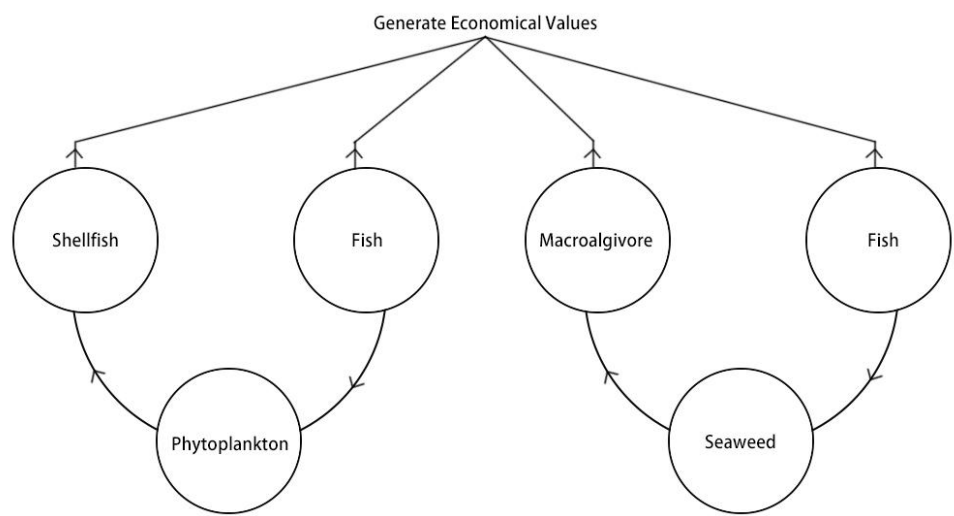 Generate Economical Values
Shellfish
Fish
Macroalgivore
Fish
Phytoplankton
Seaweed